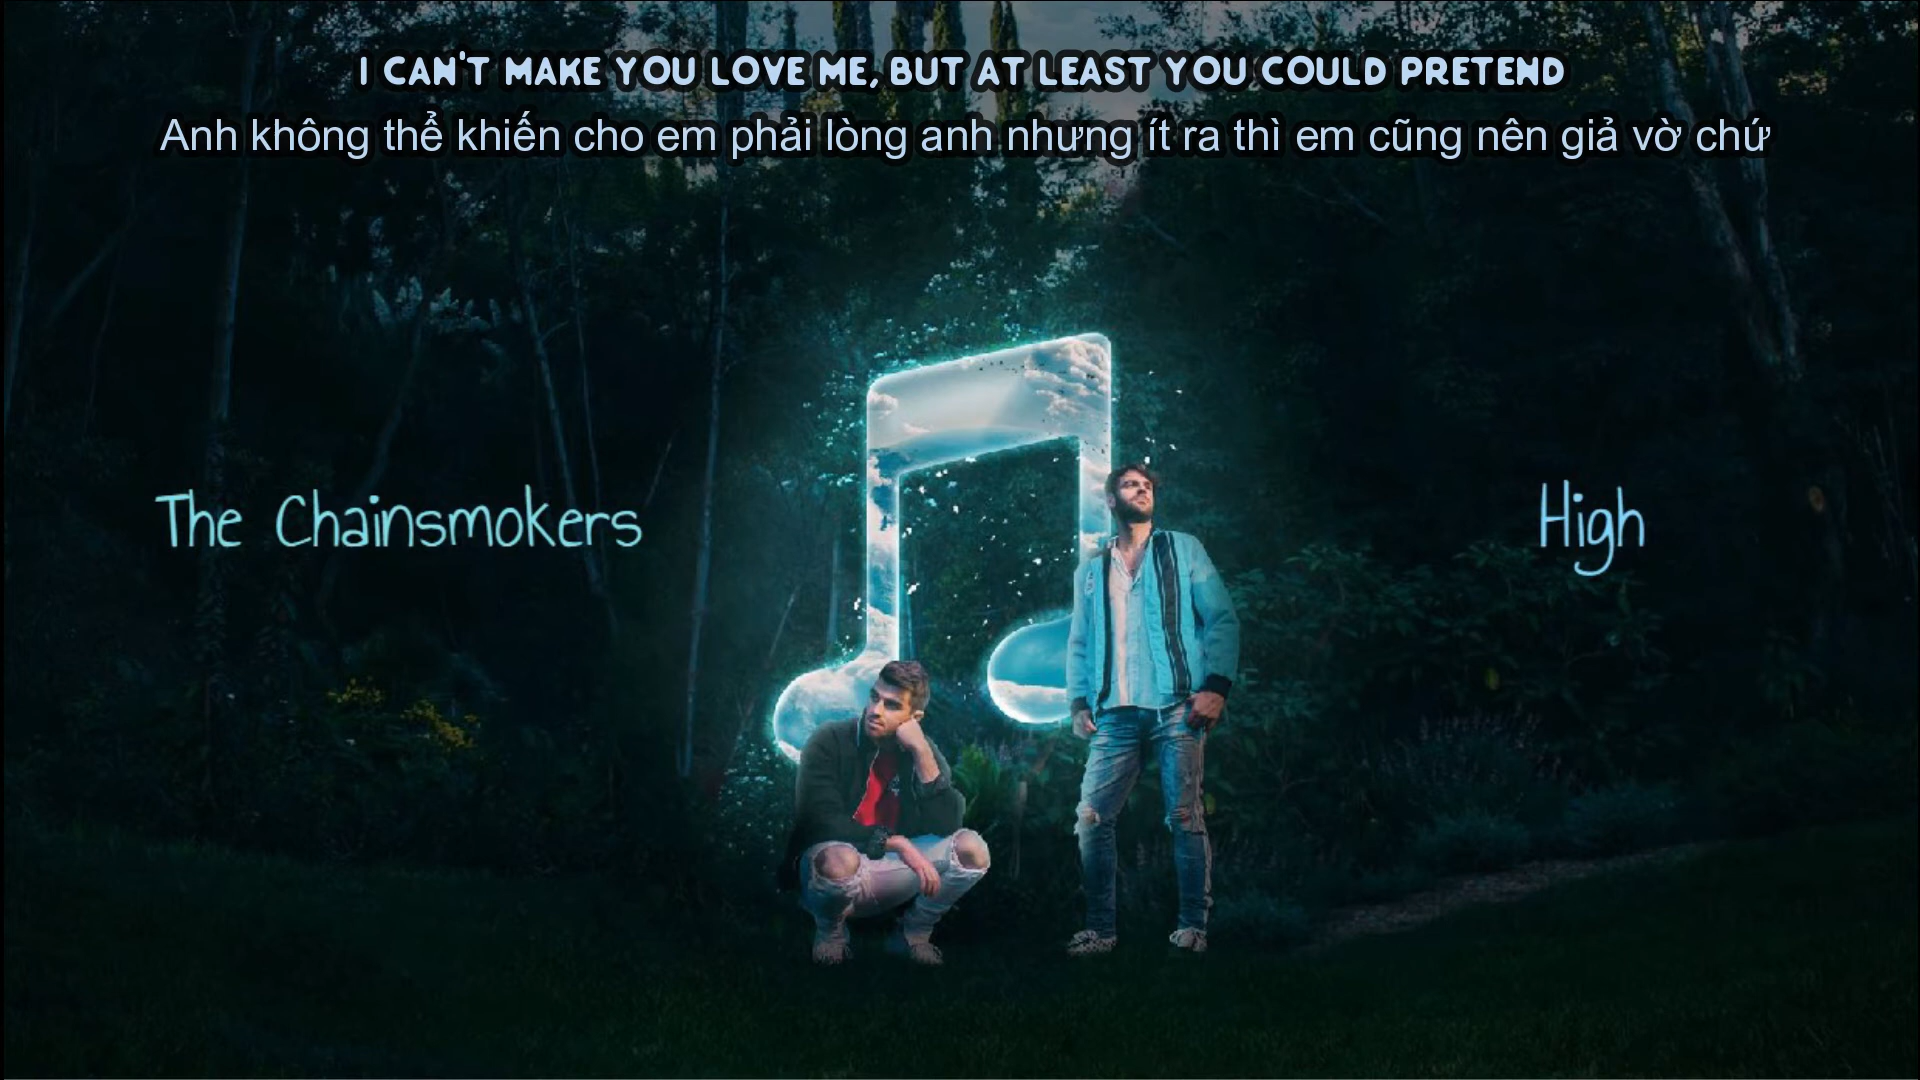 I CAN'T MAKE YOU LOVE ME, BUT AT LEAST YOU COULD PRETEND
Anh không thể khiến cho em phải lòng anh nhưng ít ra thì em cũng nên giả vờ chứ
The Chainsmokers
High